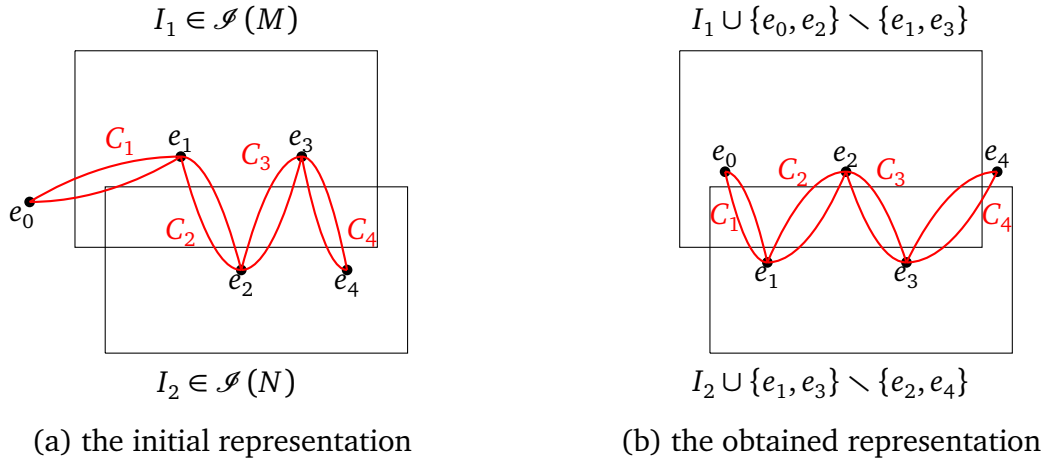 I₁ ∈ ℐ(M)
C₁
e₁
e₃
C₃
e₀
C₂
C₄
e₂
e₄
I₂ ∈ ℐ(N)
(a) the initial representation
I₁ ∪ {e₀, e₂} ∖ {e₁, e₃}
e₀
C₂
e₂
C₃
e₄
C₁
C₄
e₁
e₃
I₂ ∪ {e₁, e₃} ∖ {e₂, e₄}
(b) the obtained representation